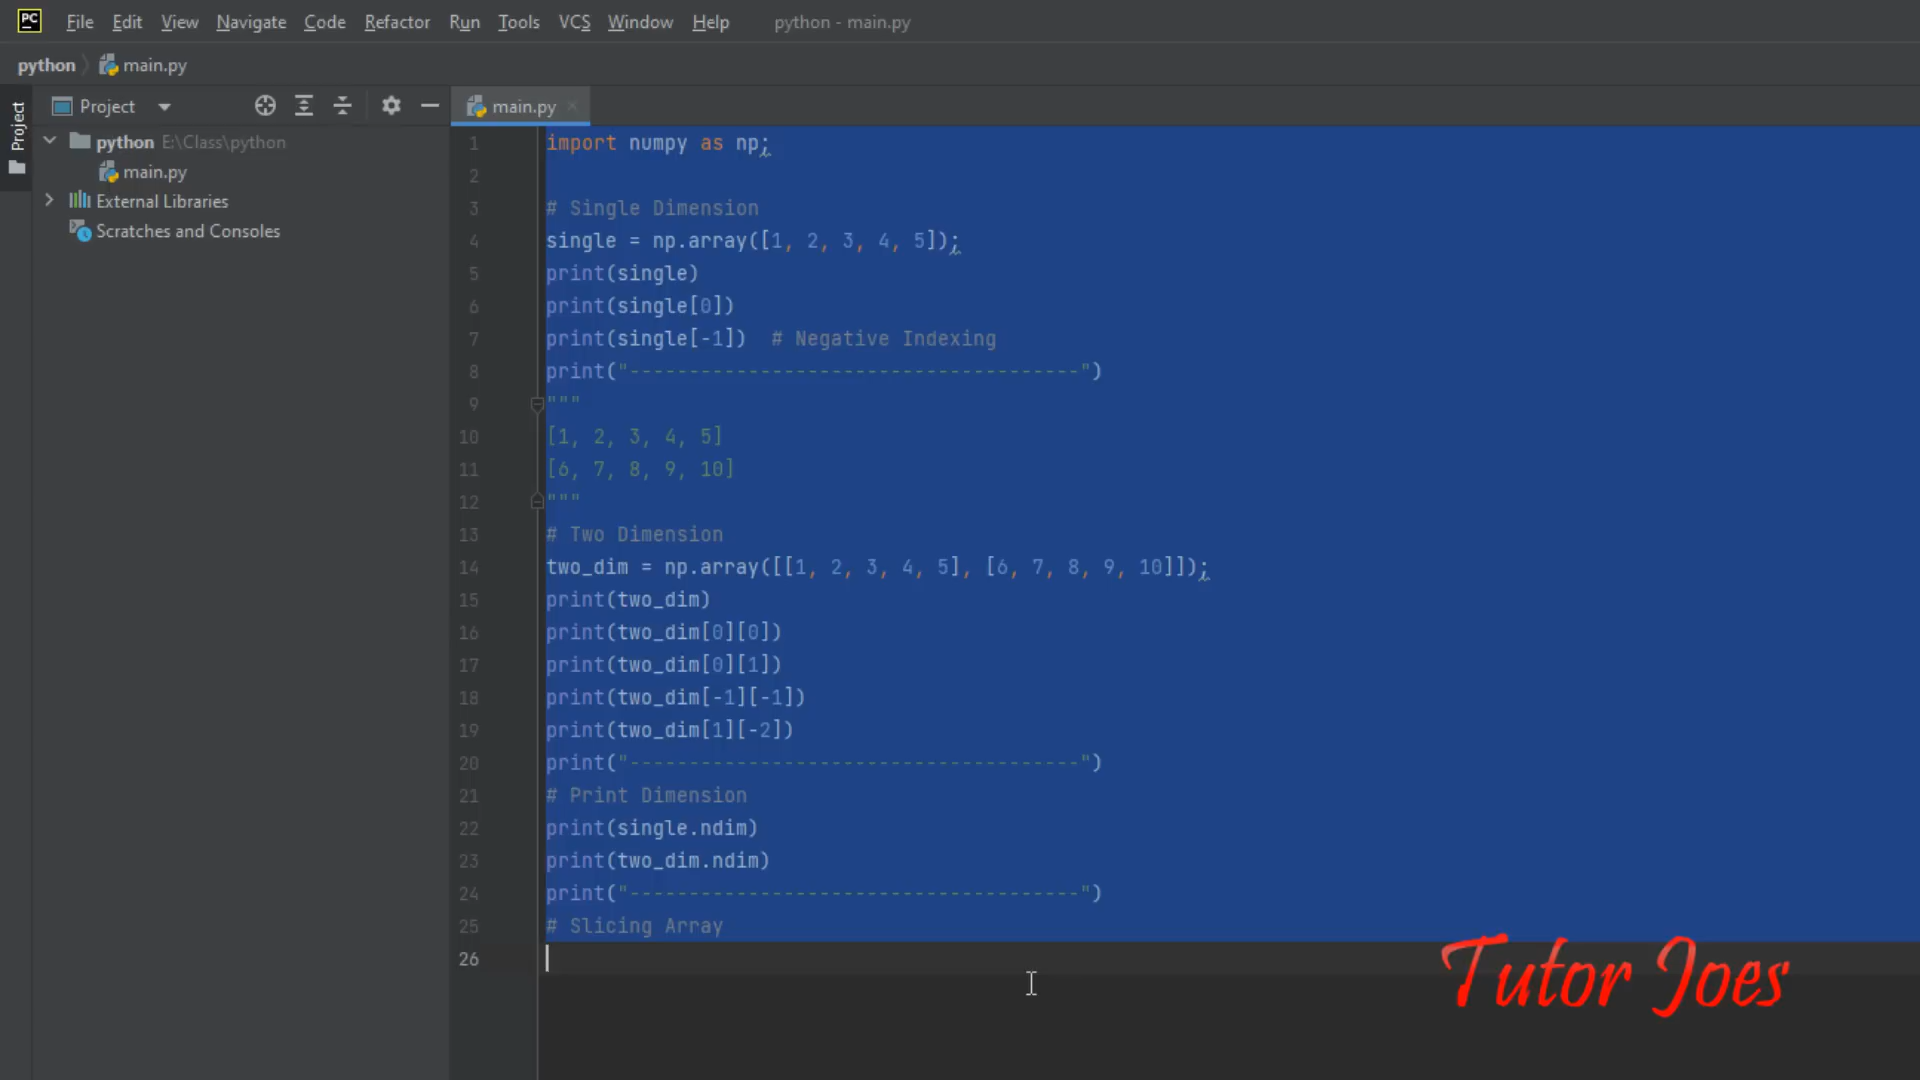 PC File Edit View Navigate Code Refactor Run Tools VCS Window Help python - main.py
python main.py
Project
Project
main.py
python E:\Class\python
main.py
External Libraries
Scratches and Consoles
1 import numpy as np;
2
3 # Single Dimension
4 single = np.array([1, 2, 3, 4, 5]);
5 print(single)
6 print(single[0])
7 print(single[-1])  # Negative Indexing
8 print("--------------------------------------")
9 """
10 [1, 2, 3, 4, 5]
11 [6, 7, 8, 9, 10]
12 """
13 # Two Dimension
14 two_dim = np.array([[1, 2, 3, 4, 5], [6, 7, 8, 9, 10]]);
15 print(two_dim)
16 print(two_dim[0][0])
17 print(two_dim[0][1])
18 print(two_dim[-1][-1])
19 print(two_dim[1][-2])
20 print("--------------------------------------")
21 # Print Dimension
22 print(single.ndim)
23 print(two_dim.ndim)
24 print("--------------------------------------")
25 # Slicing Array
26
Tutor Joes